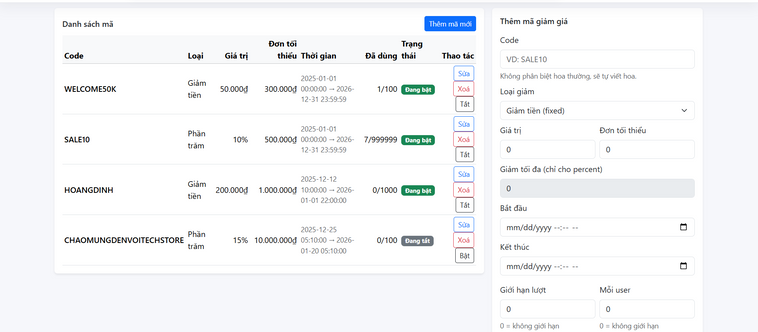 Danh sách mã
Thêm mã mới
Code Loại Giá trị Đơn tối thiểu Thời gian Đã dùng Trạng thái Thao tác
WELCOME50K Giảm tiền 50.000₫ 300.000₫ 2025-01-01 00:00:00 → 2026-12-31 23:59:59 1/100 Đang bật Sửa Xoá Tắt
SALE10 Phần trăm 10% 500.000₫ 2025-01-01 00:00:00 → 2026-12-31 23:59:59 7/999999 Đang bật Sửa Xoá Tắt
HOANGDINH Giảm tiền 200.000₫ 1.000.000₫ 2025-12-12 10:00:00 → 2026-01-01 22:00:00 0/1000 Đang bật Sửa Xoá Tắt
CHAOMUNGDENVOITECHSTORE Phần trăm 15% 10.000.000₫ 2025-12-25 05:10:00 → 2026-01-20 05:10:00 0/100 Đang tắt Sửa Xoá Bật
Thêm mã giảm giá
Code
VD: SALE10
Không phân biệt hoa thường, sẽ tự viết hoa.
Loại giảm
Giảm tiền (fixed)
Giá trị Đơn tối thiểu
0 0
Giảm tối đa (chỉ cho percent)
0
Bắt đầu
mm/dd/yyyy --:-- --
Kết thúc
mm/dd/yyyy --:-- --
Giới hạn lượt Mỗi user
0 0
0 = không giới hạn 0 = không giới hạn